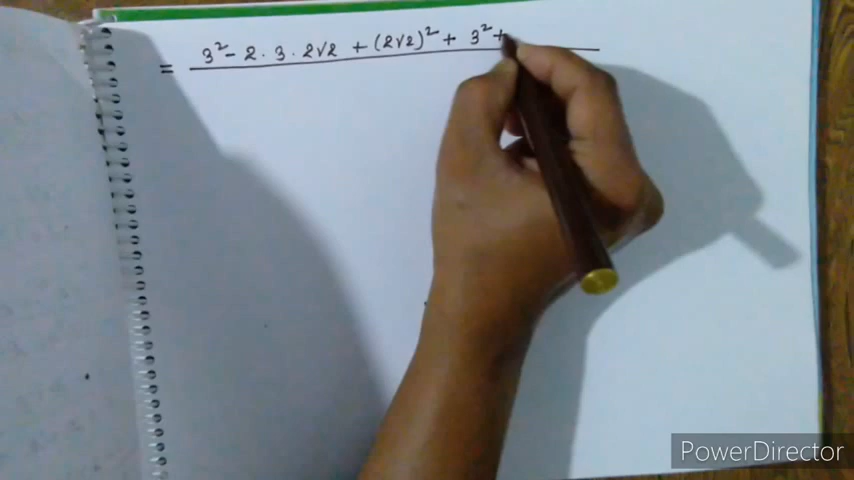 = 3² - 2 · 3 · 2√2 + (2√2)² + 3² +
PowerDirector